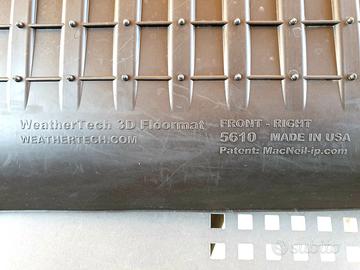 WeatherTech 3D Floormat
WEATHERTECH.COM
FRONT - RIGHT
5610 MADE IN USA
Patent: MacNeil-ip.com
subito